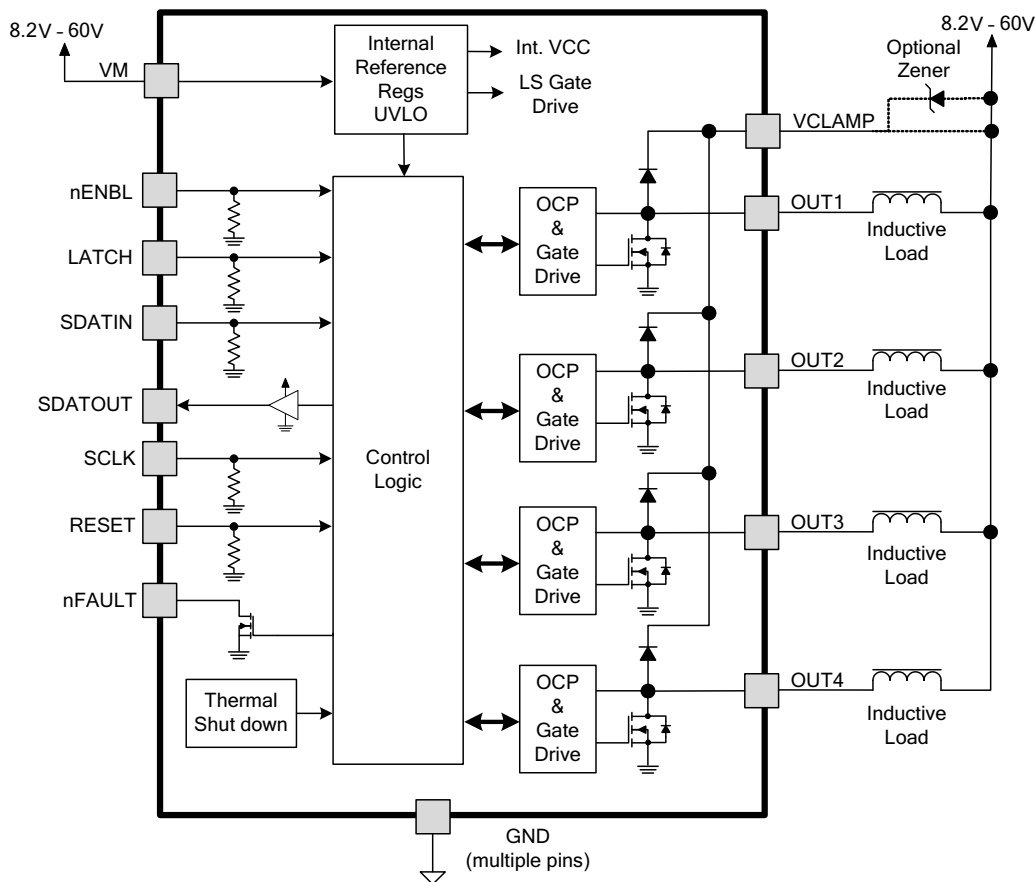 8.2V - 60V
VM
Internal
Reference
Regs
UVLO
Int. VCC
LS Gate
Drive
8.2V - 60V
Optional
Zener
VCLAMP
nENBL
LATCH
SDATIN
SDATOUT
SCLK
RESET
nFAULT
Thermal
Shut down
Control
Logic
OCP
&
Gate
Drive
OUT1
Inductive
Load
OCP
&
Gate
Drive
OUT2
Inductive
Load
OCP
&
Gate
Drive
OUT3
Inductive
Load
OCP
&
Gate
Drive
OUT4
Inductive
Load
GND
(multiple pins)